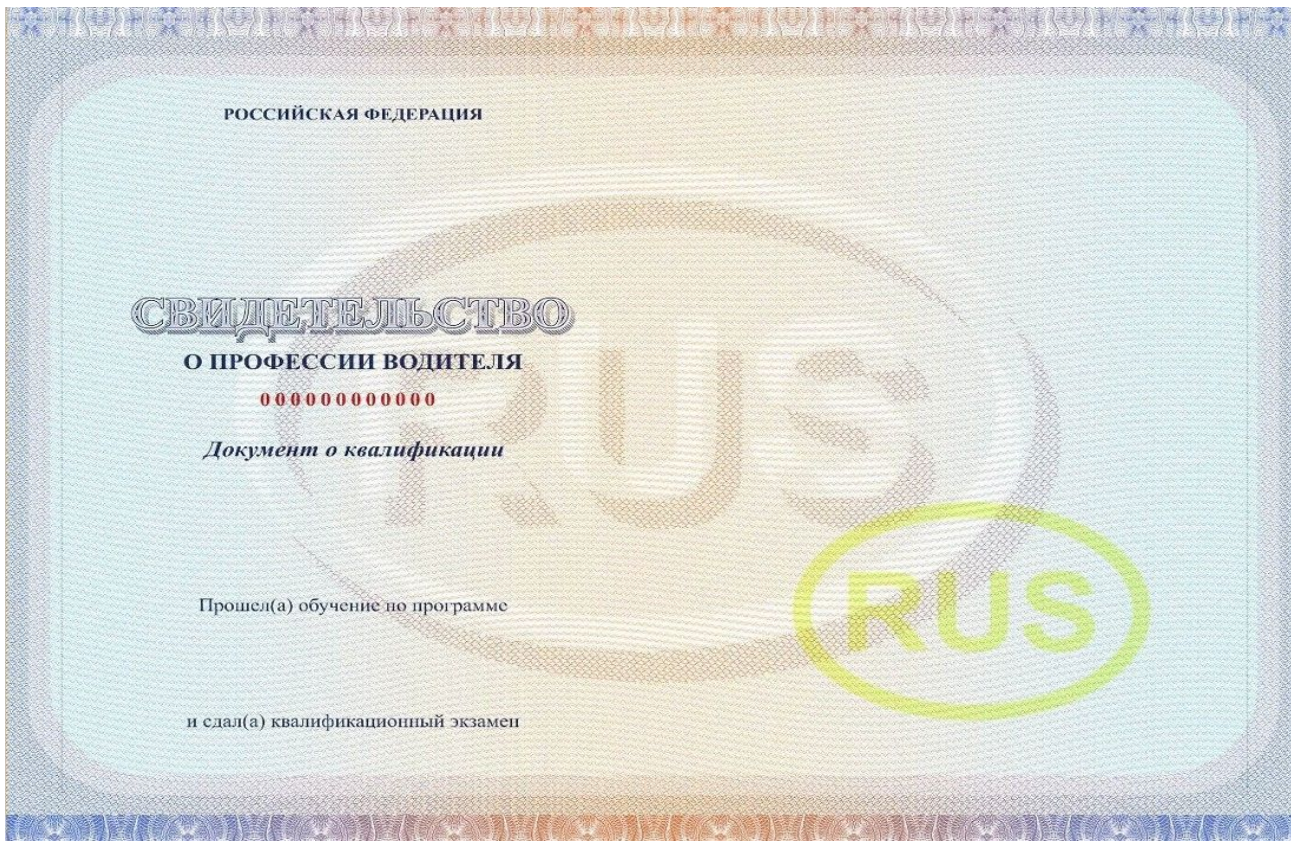 РОССИЙСКАЯ ФЕДЕРАЦИЯ
СВИДЕТЕЛЬСТВО
О ПРОФЕССИИ ВОДИТЕЛЯ
000000000000
Документ о квалификации
RUS
Прошел(а) обучение по программе
RUS
и сдал(а) квалификационный экзамен